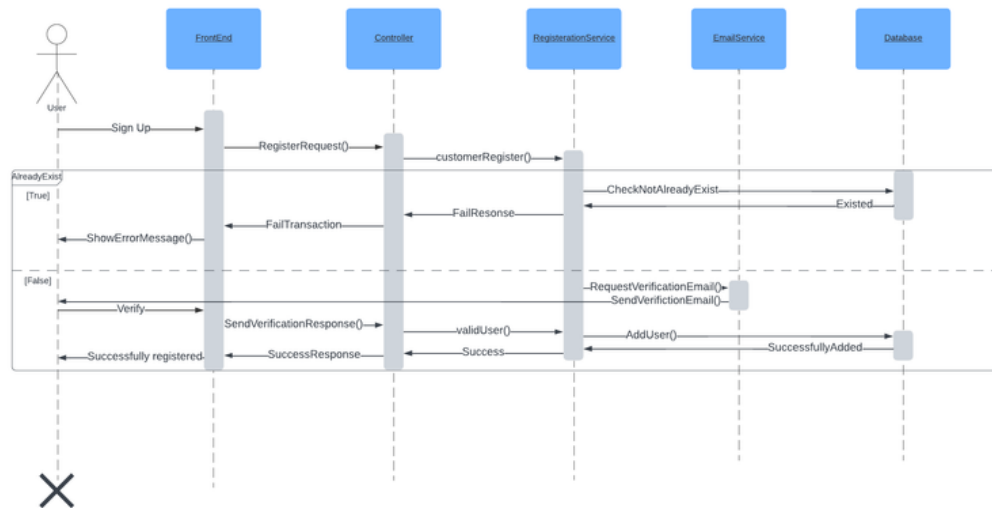 FrontEnd
Controller
RegisterationService
EmailService
Database
User
Sign Up
RegisterRequest()
customerRegister()
AlreadyExist
[True]
CheckNotAlreadyExist
Existed
FailResonse
FailTransaction
ShowErrorMessage()
[False]
RequestVerificationEmail()
SendVerifictionEmail()
Verify
SendVerificationResponse()
validUser()
AddUser()
SuccessfullyAdded
Success
SuccessResponse
Successfully registered